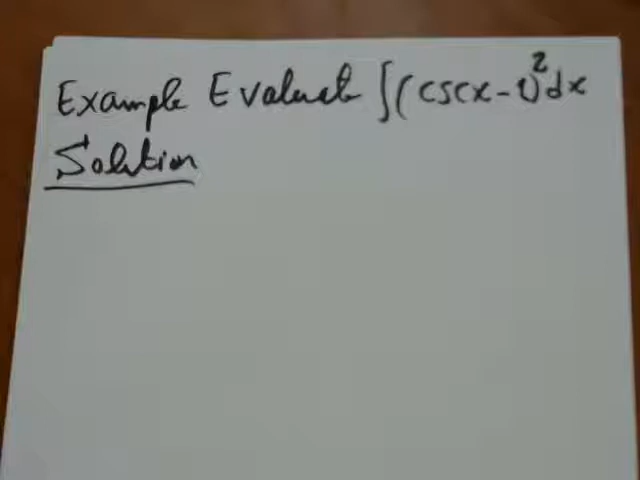 Example Evaluate ∫(cscx-1)²dx
Solution